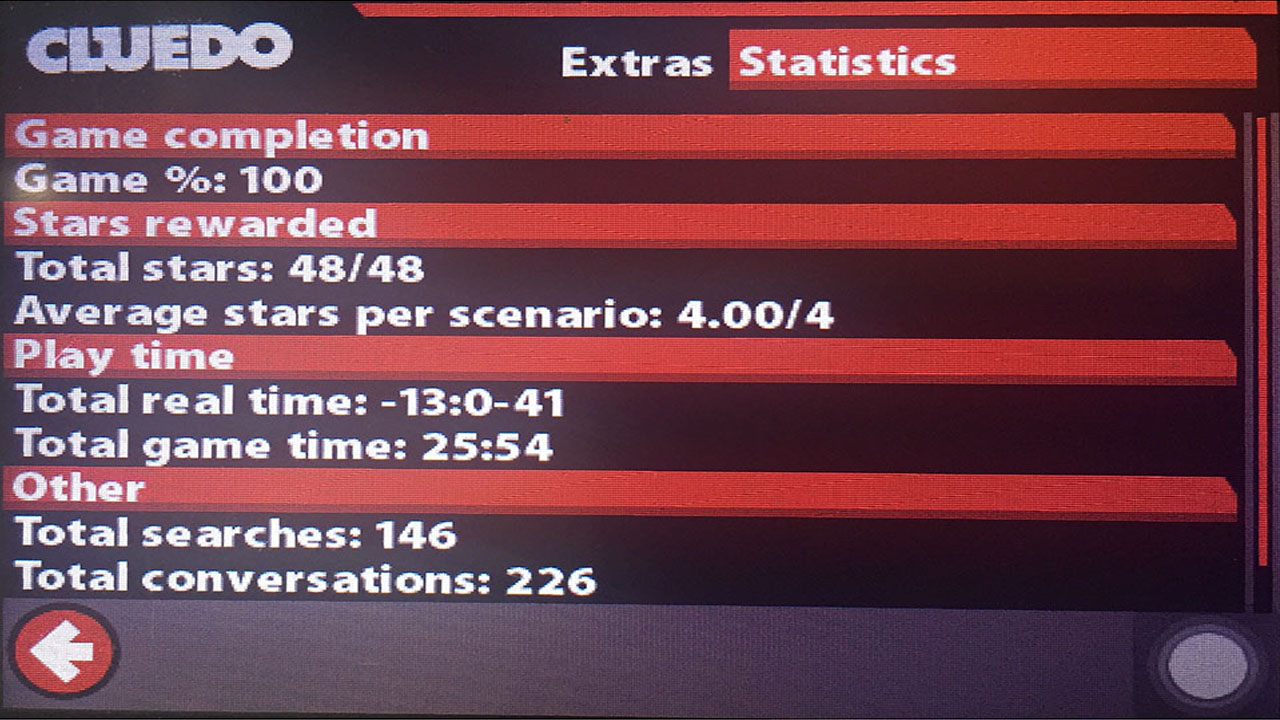 CLUEDO
Extras Statistics
Game completion
Game %: 100
Stars rewarded
Total stars: 48/48
Average stars per scenario: 4.00/4
Play time
Total real time: -13:0-41
Total game time: 25:54
Other
Total searches: 146
Total conversations: 226